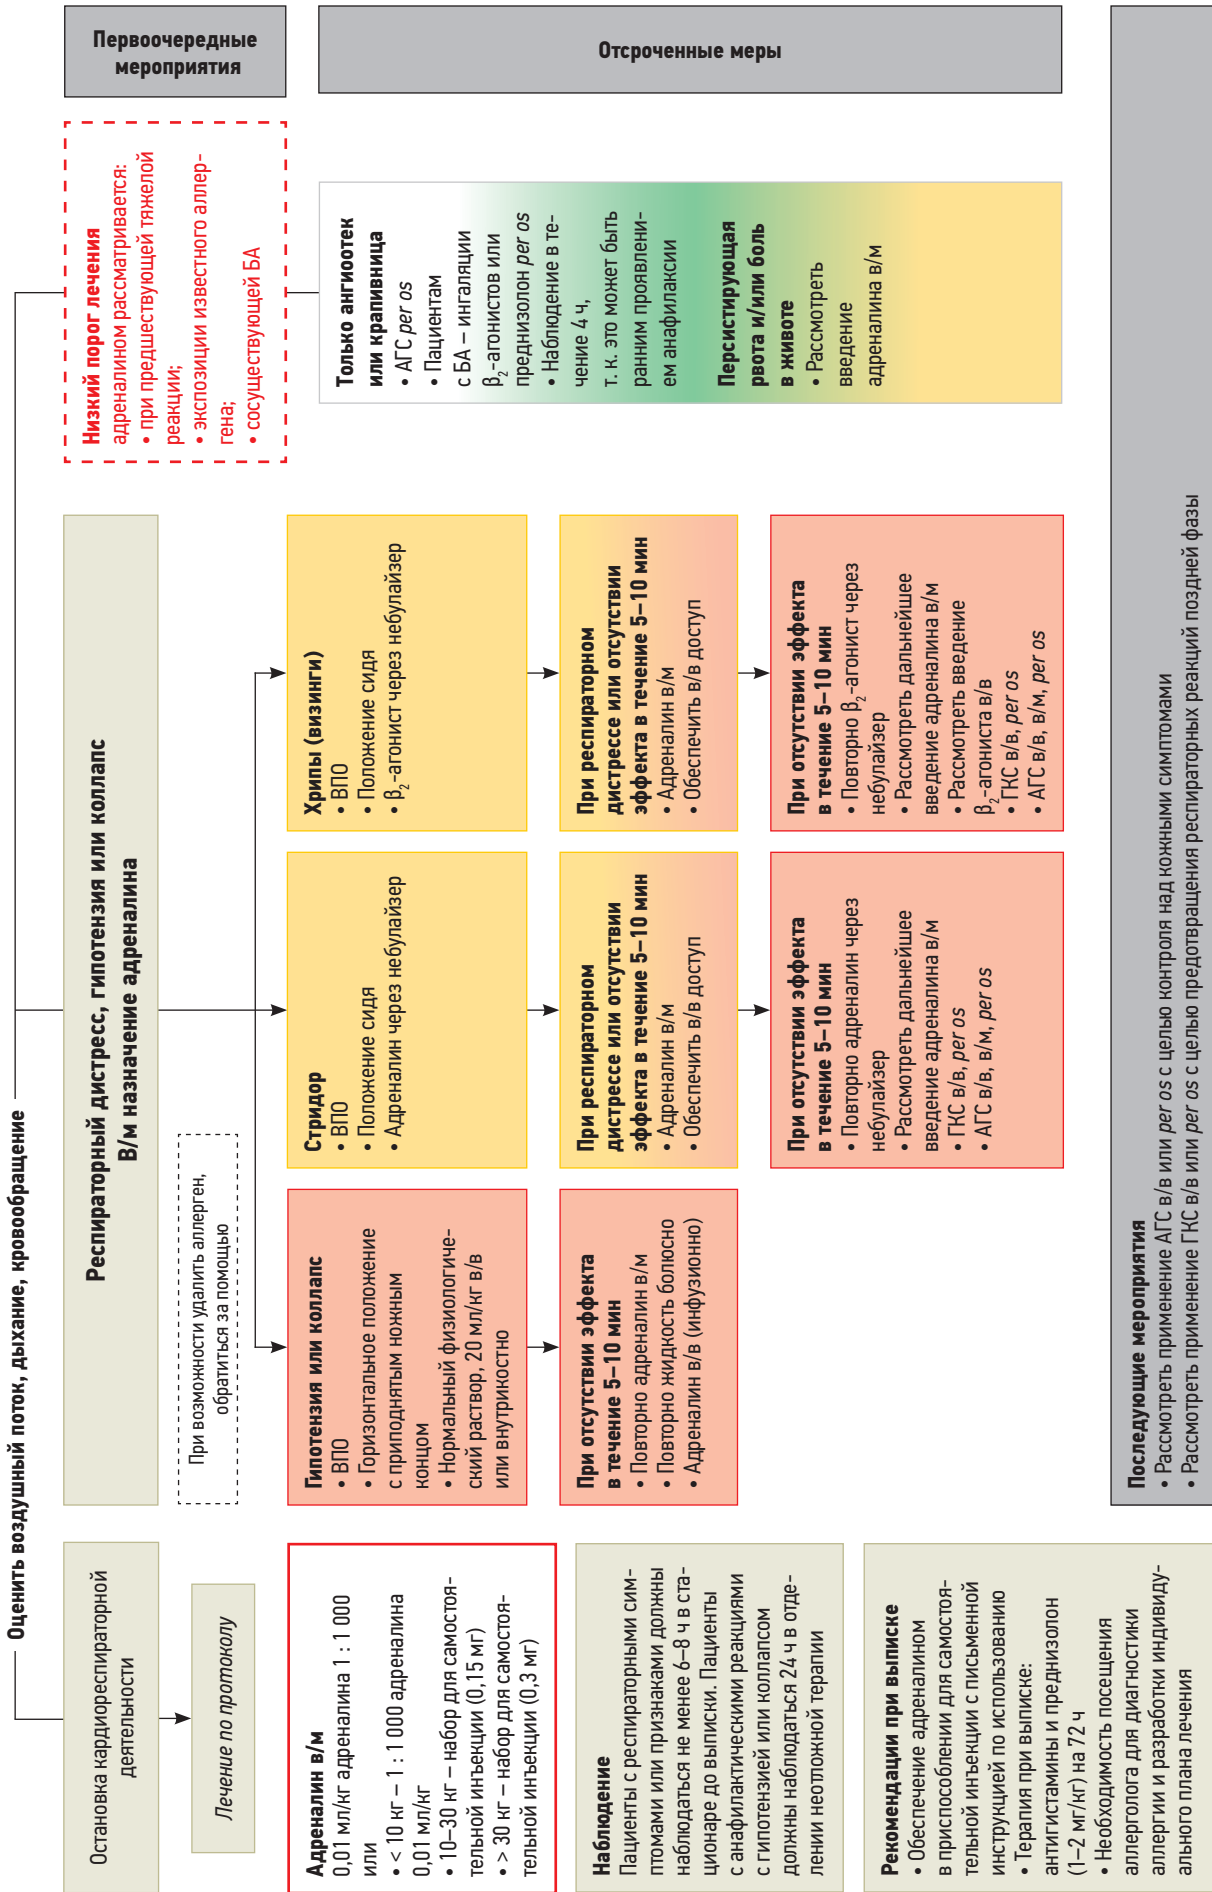 Оценить воздушный поток, дыхание, кровообращение
Остановка кардиореспираторной
деятельности
Лечение по протоколу
Респираторный дистресс, гипотензия или коллапс
В/м назначение адреналина
При возможности удалить аллерген,
обратиться за помощью
Низкий порог лечения
адреналином рассматривается:
• при предшествующей тяжелой
реакции;
• экспозиции известного аллер-
гена;
• сосуществующей БА
Первоочередные
мероприятия
Адреналин в/м
0,01 мл/кг адреналина 1 : 1 000
или
• < 10 кг – 1 : 1 000 адреналина
0,01 мл/кг
• 10–30 кг – набор для самостоя-
тельной инъекции (0,15 мг)
• > 30 кг – набор для самостоя-
тельной инъекции (0,3 мг)
Гипотензия или коллапс
• ВПО
• Горизонтальное положение
с приподнятым ножным
концом
• Нормальный физиологиче-
ский раствор, 20 мл/кг в/в
или внутрикостно
Стридор
• ВПО
• Положение сидя
• Адреналин через небулайзер
Хрипы (визинги)
• ВПО
• Положение сидя
• β2-агонист через небулайзер
Только ангиоотек
или крапивница
• АГС per os
• Пациентам
с БА – ингаляции
β2-агонистов или
преднизолон per os
• Наблюдение в те-
чение 4 ч,
т. к. это может быть
ранним проявлени-
ем анафилаксии
Персистирующая
рвота и/или боль
в животе
• Рассмотреть
введение
адреналина в/м
Отсроченные меры
Наблюдение
Пациенты с респираторными сим-
птомами или признаками должны
наблюдаться не менее 6–8 ч в ста-
ционаре до выписки. Пациенты
с анафилактическими реакциями
с гипотензией или коллапсом
должны наблюдаться 24 ч в отде-
лении неотложной терапии
При отсутствии эффекта
в течение 5–10 мин
• Повторно адреналин в/м
• Повторно жидкость болюсно
• Адреналин в/в (инфузионно)
При респираторном
дистрессе или отсутствии
эффекта в течение 5–10 мин
• Адреналин в/м
• Обеспечить в/в доступ
При респираторном
дистрессе или отсутствии
эффекта в течение 5–10 мин
• Адреналин в/м
• Обеспечить в/в доступ
При отсутствии эффекта
в течение 5–10 мин
• Повторно адреналин через
небулайзер
• Рассмотреть дальнейшее
введение адреналина в/м
• ГКС в/в, per os
• АГС в/в, в/м, per os
При отсутствии эффекта
в течение 5–10 мин
• Повторно β2-агонист через
небулайзер
• Рассмотреть дальнейшее
введение адреналина в/м
• Рассмотреть введение
β2-агониста в/в
• ГКС в/в, per os
• АГС в/в, в/м, per os
Рекомендации при выписке
• Обеспечение адреналином
в приспособлении для самостоя-
тельной инъекции с письменной
инструкцией по использованию
• Терапия при выписке:
антигистамины и преднизолон
(1–2 мг/кг) на 72 ч
• Необходимость посещения
аллерголога для диагностики
аллергии и разработки индивиду-
ального плана лечения
Последующие мероприятия
• Рассмотреть применение АГС в/в или per os с целью контроля над кожными симптомами
• Рассмотреть применение ГКС в/в или per os с целью предотвращения респираторных реакций поздней фазы